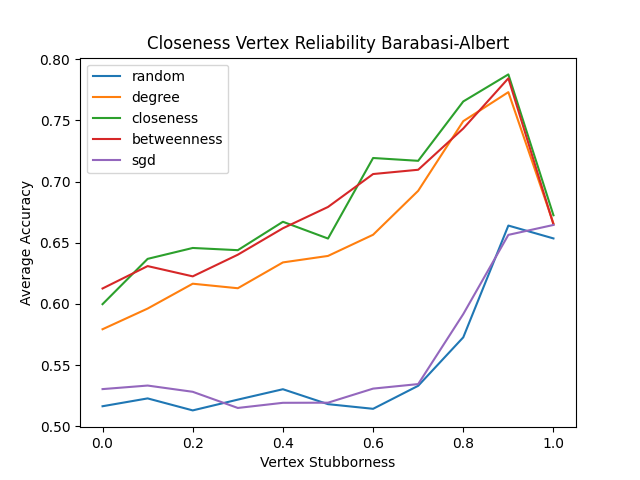 Closeness Vertex Reliability Barabasi-Albert
random
degree
closeness
betweenness
sgd
Average Accuracy
0.80
0.75
0.70
0.65
0.60
0.55
0.50
0.0 0.2 0.4 0.6 0.8 1.0
Vertex Stubborness